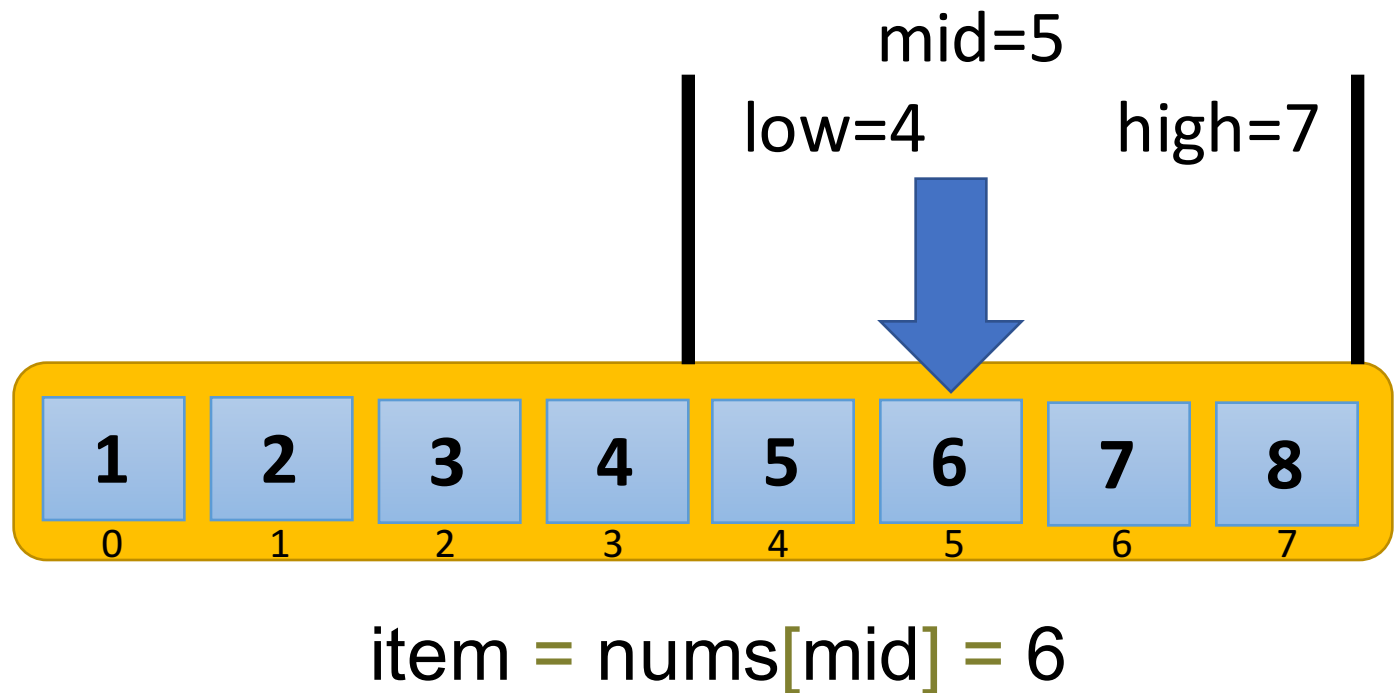 mid=5
low=4 high=7
1 2 3 4 5 6 7 8
0 1 2 3 4 5 6 7
item = nums[mid] = 6